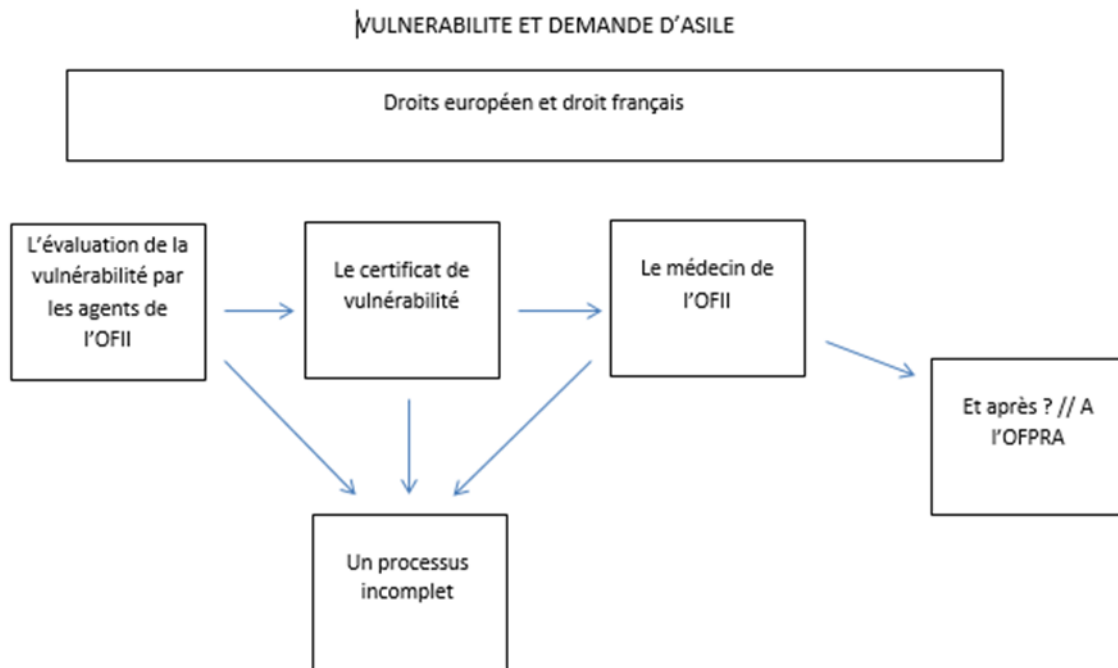 VULNERABILITE ET DEMANDE D'ASILE
Droits européen et droit français
L'évaluation de la
vulnérabilité par
les agents de
l'OFII
Le certificat de
vulnérabilité
Le médecin de
l'OFII
Et après ? // A
l'OFPRA
Un processus
incomplet